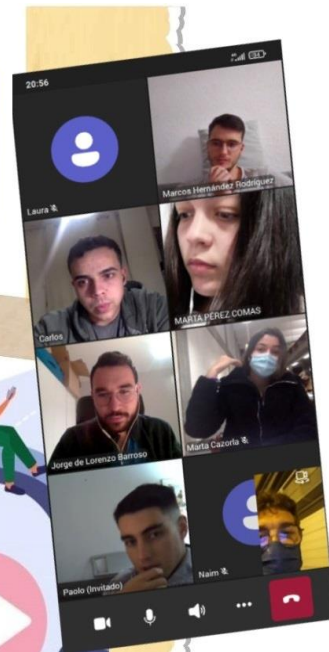 20:56
Laura
Marcos Hernández Rodríguez
Carlos
MARTA PEREZ COMAS
Jorge de Lorenzo Barroso
Marta Cazorla
Paolo (Invitado)
Naim